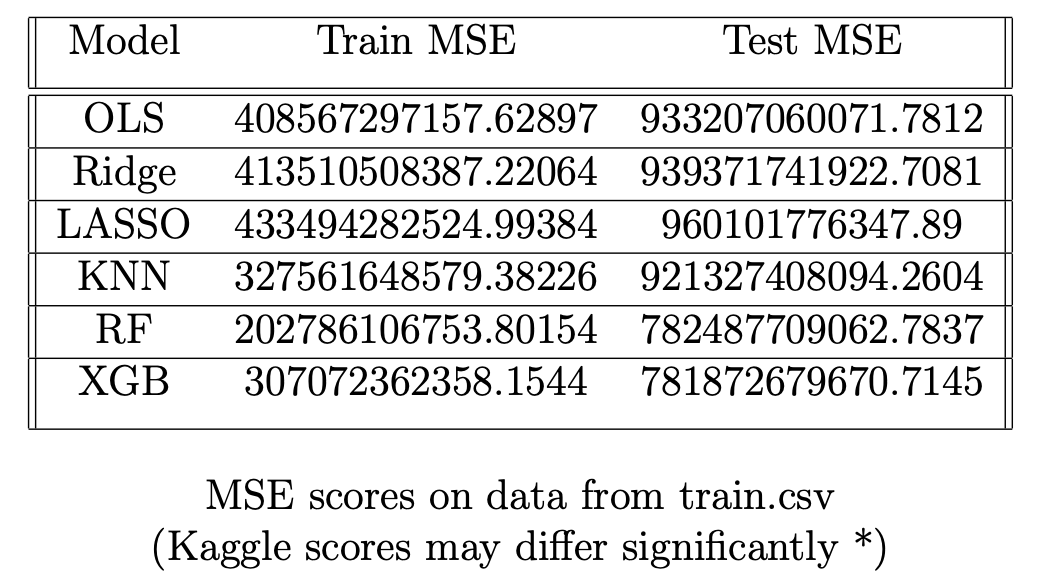 Model Train MSE Test MSE
OLS 408567297157.62897 933207060071.7812
Ridge 413510508387.22064 939371741922.7081
LASSO 433494282524.99384 960101776347.89
KNN 327561648579.38226 921327408094.2604
RF 202786106753.80154 782487709062.7837
XGB 307072362358.1544 781872679670.7145
MSE scores on data from train.csv
(Kaggle scores may differ significantly *)